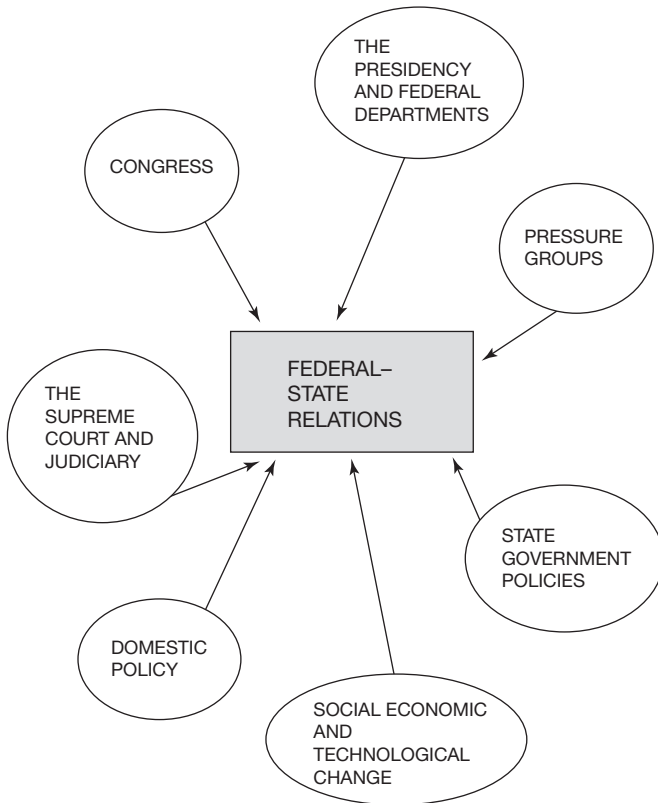 THE
PRESIDENCY
AND FEDERAL
DEPARTMENTS
CONGRESS
PRESSURE
GROUPS
FEDERAL–
STATE
RELATIONS
THE
SUPREME
COURT AND
JUDICIARY
STATE
GOVERNMENT
POLICIES
DOMESTIC
POLICY
SOCIAL ECONOMIC
AND
TECHNOLOGICAL
CHANGE